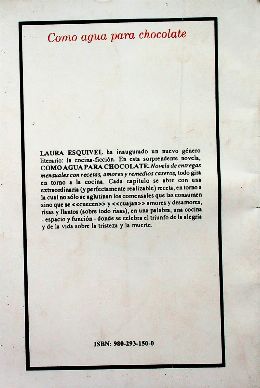 Como agua para chocolate
LAURA ESQUIVEL ha inaugurado un nuevo género
literario: la cocina-ficción. En esta sorprendente novela,
COMO AGUA PARA CHOCOLATE. Novela de entregas
mensuales con recetas, amores y remedios caseros, todo gira
en torno a la cocina. Cada capítulo se abre con una
extraordinaria (y perfectamente realizable) receta, en torno a
la cual no sólo se aglutinan los comensales que las consumen
sino que se <<cuecen>> y <<cuajan>> amores y desamores,
risas y llantos (sobre todo risas), en una palabra, una cocina
- espacio y función - donde se celebra el triunfo de la alegría
y de la vida sobre la tristeza y la muerte.
ISBN: 980-293-150-0